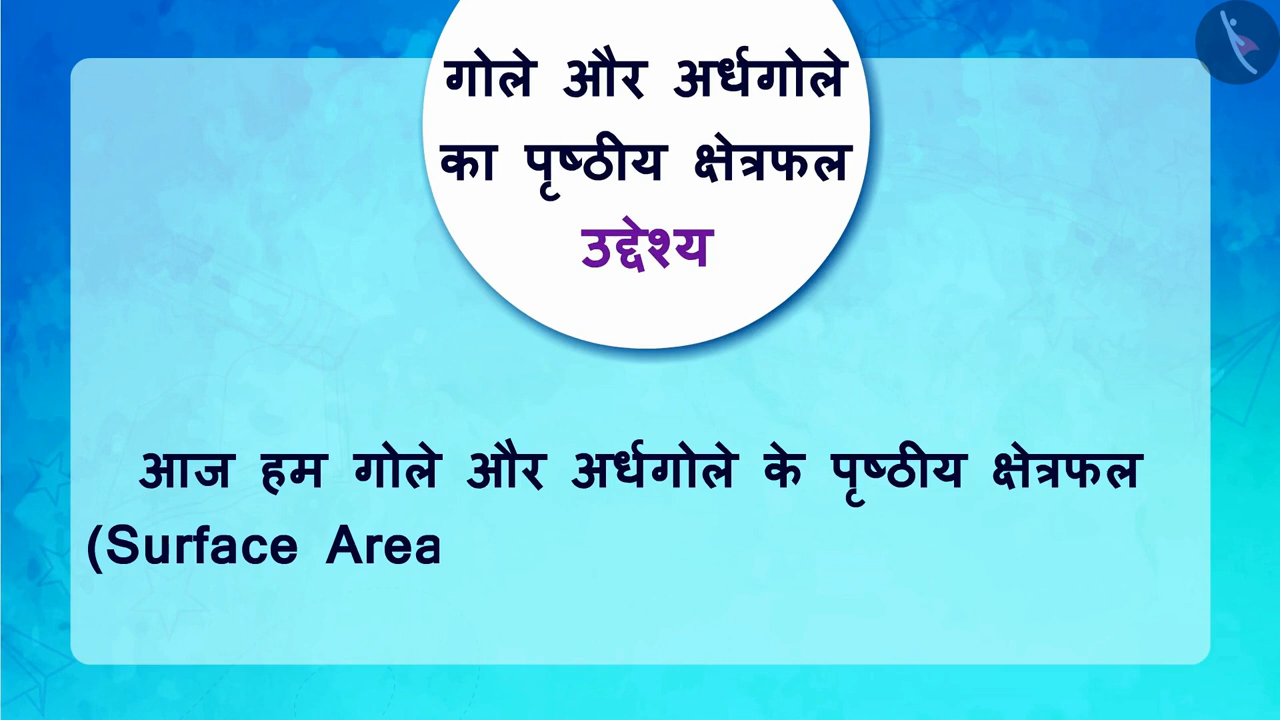 गोले और अर्धगोले
का पृष्ठीय क्षेत्रफल
उद्देश्य
आज हम गोले और अर्धगोले के पृष्ठीय क्षेत्रफल
(Surface Area